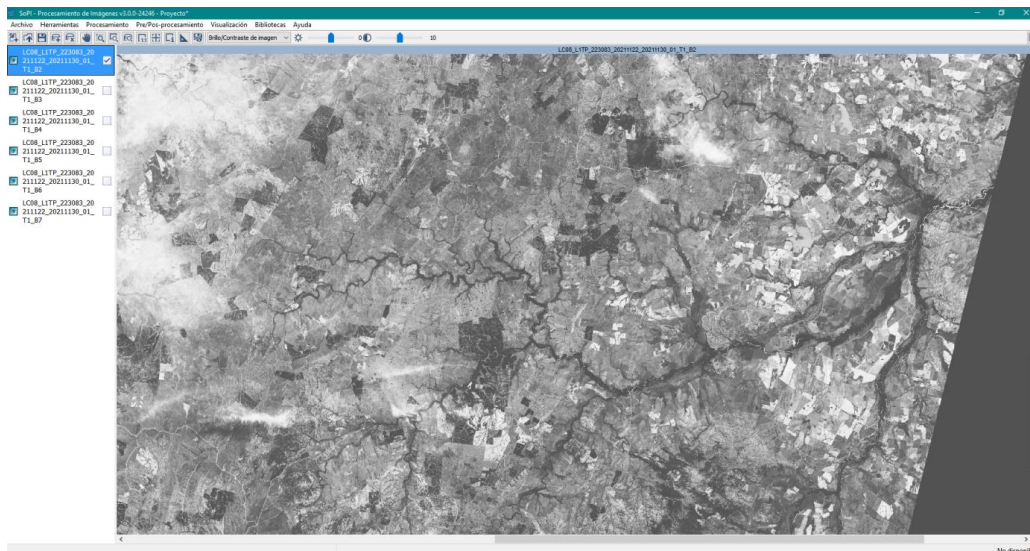 SoPI - Procesamiento de Imágenes v3.0.0-24246 - Proyecto*
Archivo Herramientas Procesamiento Pre/Pos-procesamiento Visualización Bibliotecas Ayuda
Brillo/Contraste de imagen 0 10
LC08_L1TP_223083_20211122_20211130_01_T1_B2
LC08_L1TP_223083_20
211122_20211130_01_
T1_B2
LC08_L1TP_223083_20
211122_20211130_01_
T1_B3
LC08_L1TP_223083_20
211122_20211130_01_
T1_B4
LC08_L1TP_223083_20
211122_20211130_01_
T1_B5
LC08_L1TP_223083_20
211122_20211130_01_
T1_B6
LC08_L1TP_223083_20
211122_20211130_01_
T1_B7